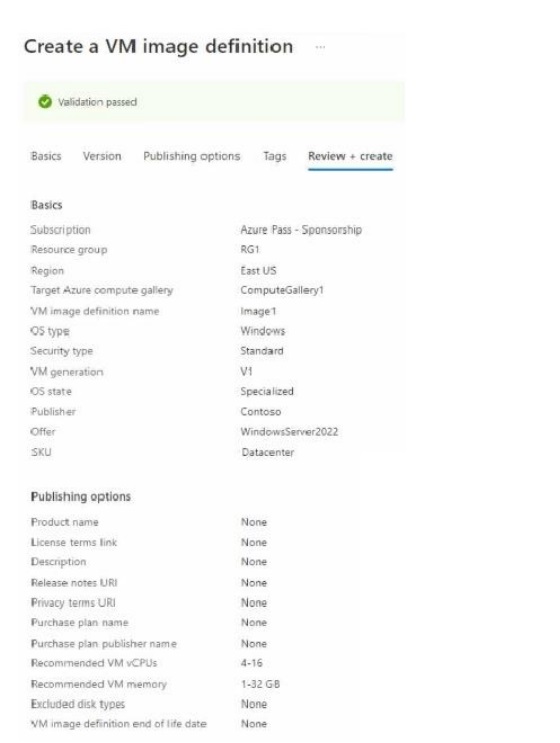 Create a VM image definition ...
Validation passed
Basics Version Publishing options Tags Review + create
Basics
Subscription Azure Pass - Sponsorship
Resource group RG1
Region East US
Target Azure compute gallery ComputeGallery1
VM image definition name Image1
OS type Windows
Security type Standard
VM generation V1
OS state Specialized
Publisher Contoso
Offer WindowsServer2022
SKU Datacenter
Publishing options
Product name None
License terms link None
Description None
Release notes URI None
Privacy terms URI None
Purchase plan name None
Purchase plan publisher name None
Recommended VM vCPUs 4-16
Recommended VM memory 1-32 GB
Excluded disk types None
VM image definition end of life date None